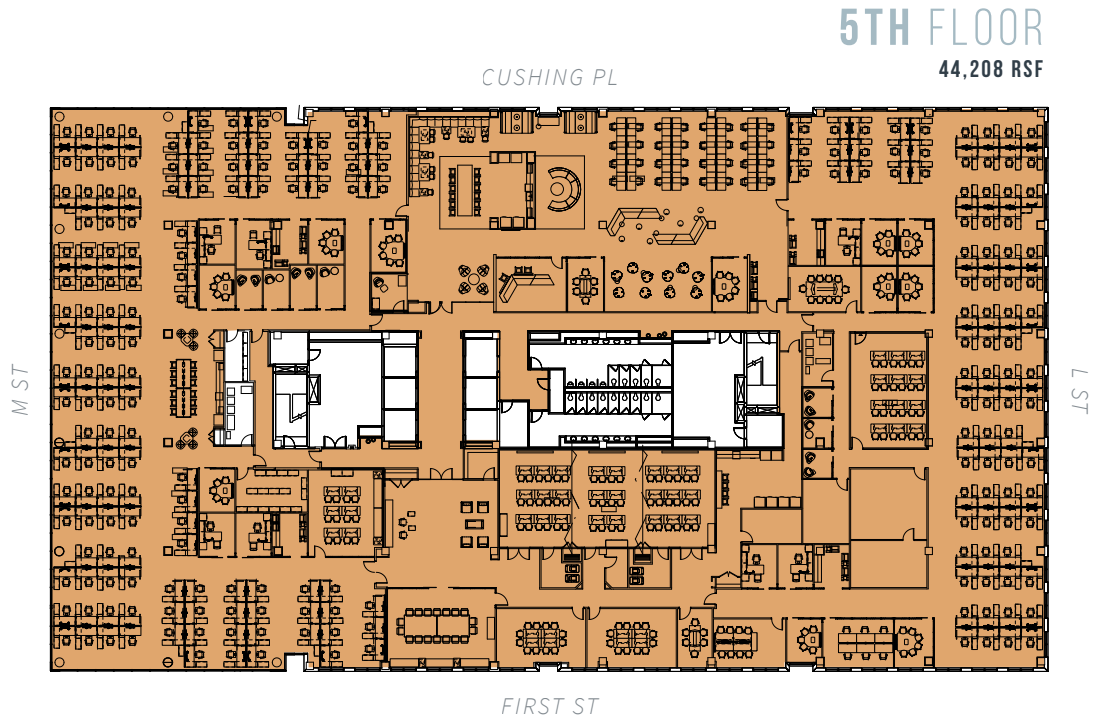 5TH FLOOR
44,208 RSF
CUSHING PL
M ST
L ST
FIRST ST